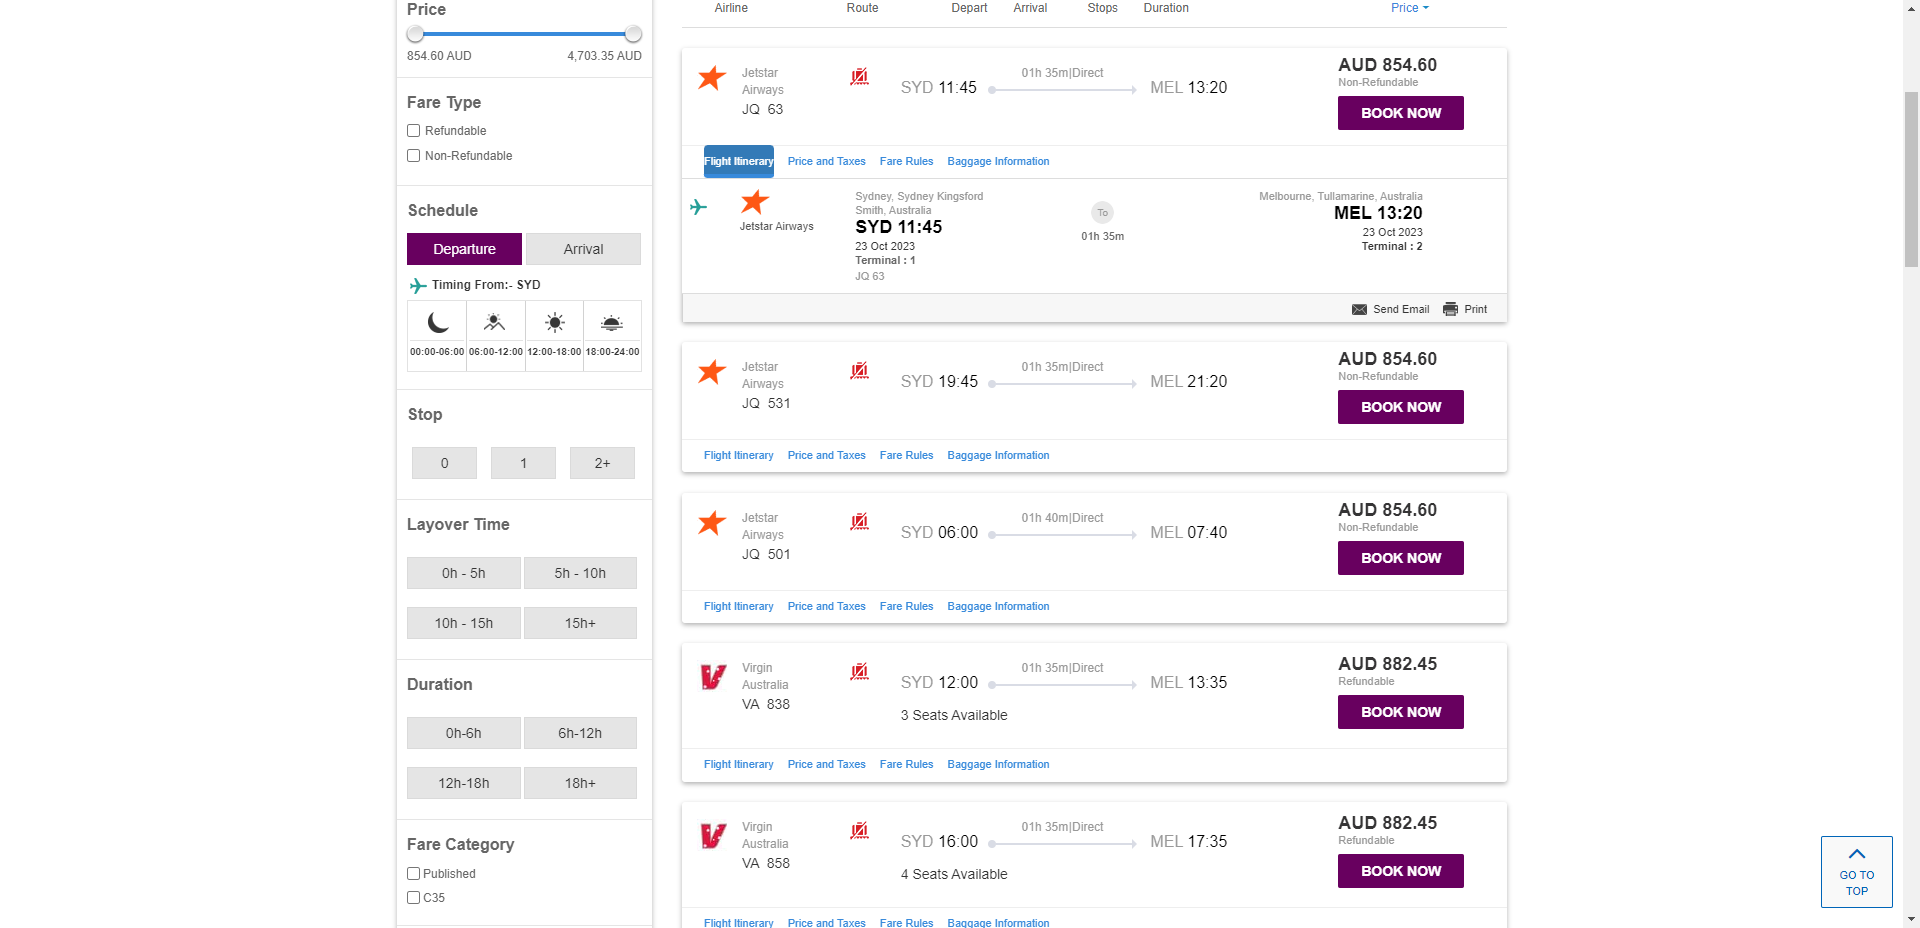 Price
854.60 AUD 4,703.35 AUD
Fare Type
Refundable
Non-Refundable
Schedule
Departure Arrival
Timing From:- SYD
00:00-06:00 06:00-12:00 12:00-18:00 18:00-24:00
Stop
0 1 2+
Layover Time
0h - 5h 5h - 10h
10h - 15h 15h+
Duration
0h-6h 6h-12h
12h-18h 18h+
Fare Category
Published
C35
Airline Route Depart Arrival Stops Duration Price
Jetstar
Airways
JQ 63
SYD 11:45
01h 35m|Direct
MEL 13:20
AUD 854.60
Non-Refundable
BOOK NOW
Flight Itinerary Price and Taxes Fare Rules Baggage Information
Jetstar Airways
Sydney, Sydney Kingsford
Smith, Australia
SYD 11:45
23 Oct 2023
Terminal : 1
JQ 63
To
01h 35m
Melbourne, Tullamarine, Australia
MEL 13:20
23 Oct 2023
Terminal : 2
Send Email Print
Jetstar
Airways
JQ 531
SYD 19:45
01h 35m|Direct
MEL 21:20
AUD 854.60
Non-Refundable
BOOK NOW
Flight Itinerary Price and Taxes Fare Rules Baggage Information
Jetstar
Airways
JQ 501
SYD 06:00
01h 40m|Direct
MEL 07:40
AUD 854.60
Non-Refundable
BOOK NOW
Flight Itinerary Price and Taxes Fare Rules Baggage Information
Virgin
Australia
VA 838
SYD 12:00
01h 35m|Direct
MEL 13:35
3 Seats Available
AUD 882.45
Refundable
BOOK NOW
Flight Itinerary Price and Taxes Fare Rules Baggage Information
Virgin
Australia
VA 858
SYD 16:00
01h 35m|Direct
MEL 17:35
4 Seats Available
AUD 882.45
Refundable
BOOK NOW
Flight Itinerary Price and Taxes Fare Rules Baggage Information
GO TO
TOP